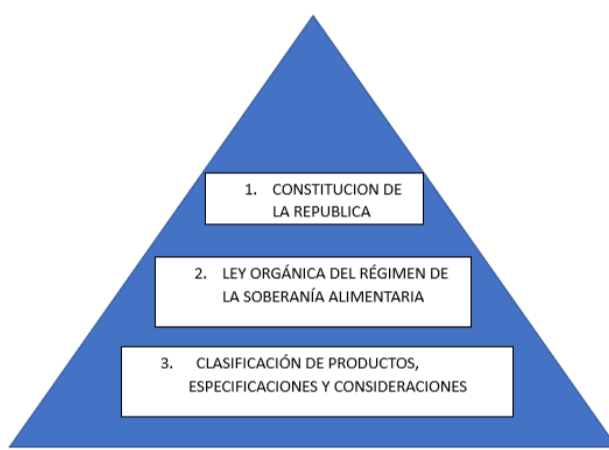 1. CONSTITUCION DE
LA REPUBLICA
2. LEY ORGÁNICA DEL RÉGIMEN DE
LA SOBERANÍA ALIMENTARIA
3. CLASIFICACIÓN DE PRODUCTOS,
ESPECIFICACIONES Y CONSIDERACIONES